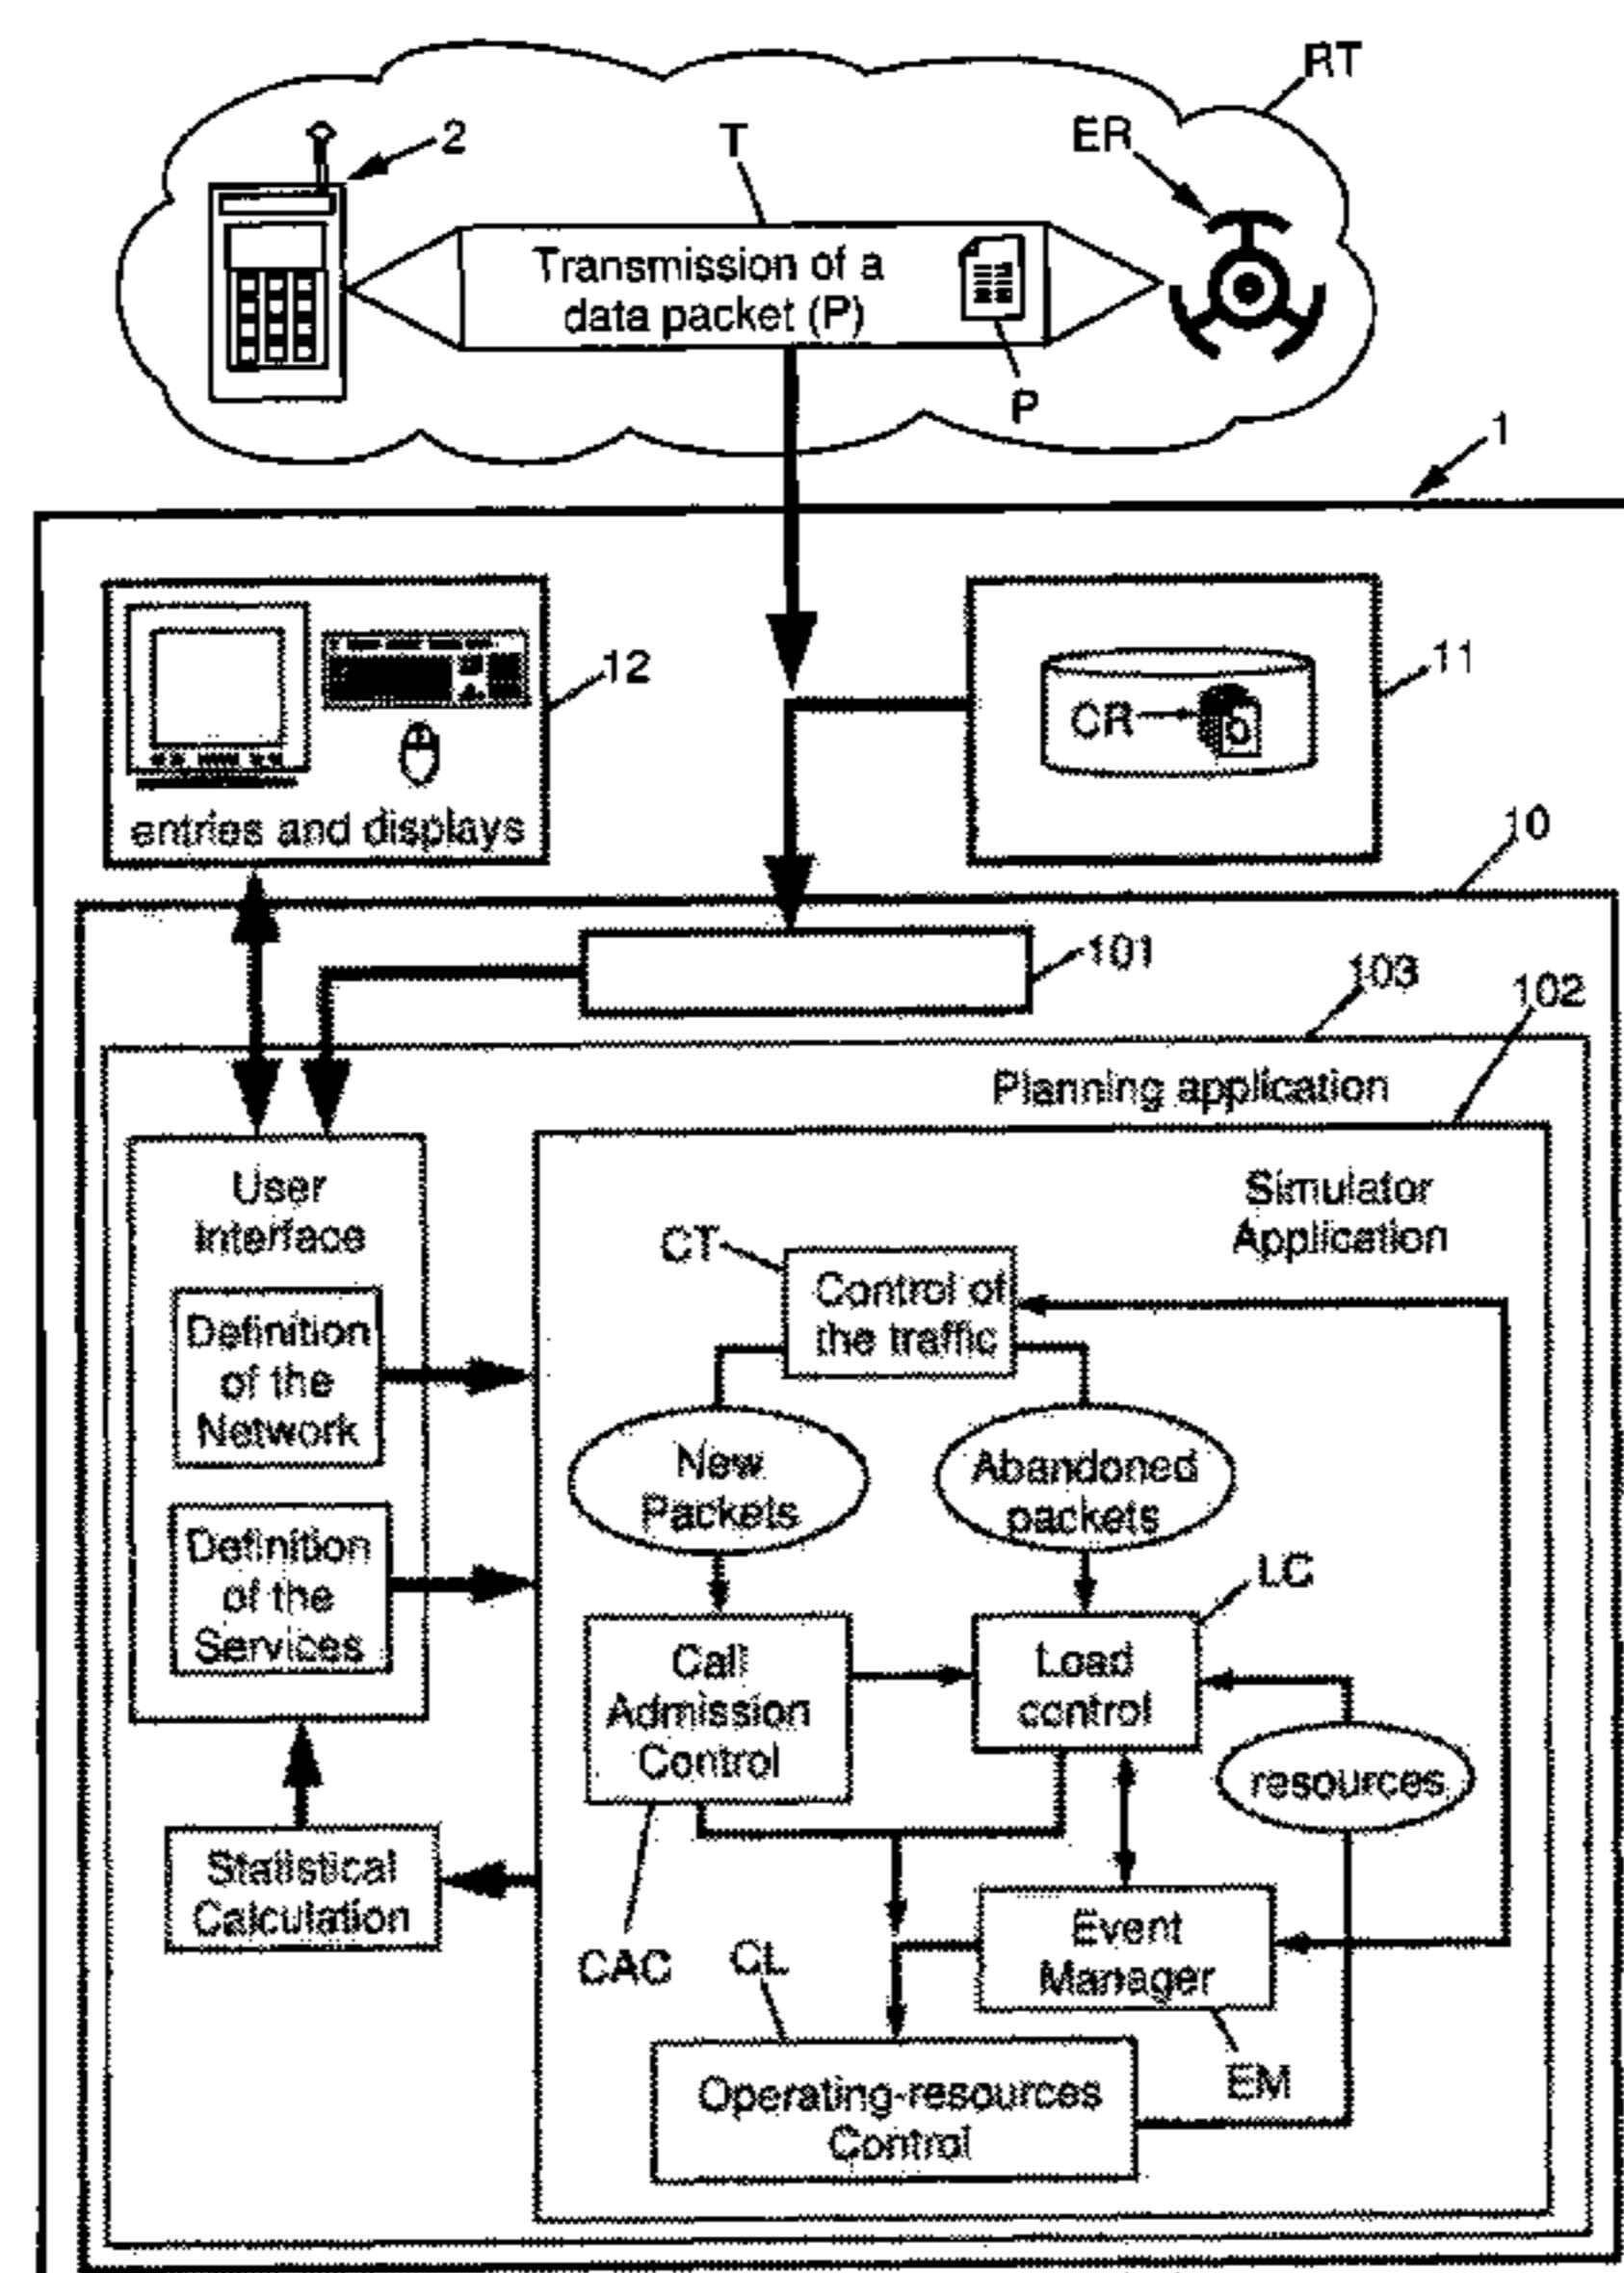 RT
2
T
ER
Transmission of a
data packet (P)
P
1
12
11
CR
entries and displays
10
101
103
102
Planning application
User
Interface
Simulator
Application
CT
Control of
the traffic
Definition
of the
Network
New
Packets
Abandoned
packets
Definition
of the
Services
LC
Call
Admission
Control
Load
control
resources
Statistical
Calculation
Event
Manager
CAC
CL
EM
Operating-resources
Control